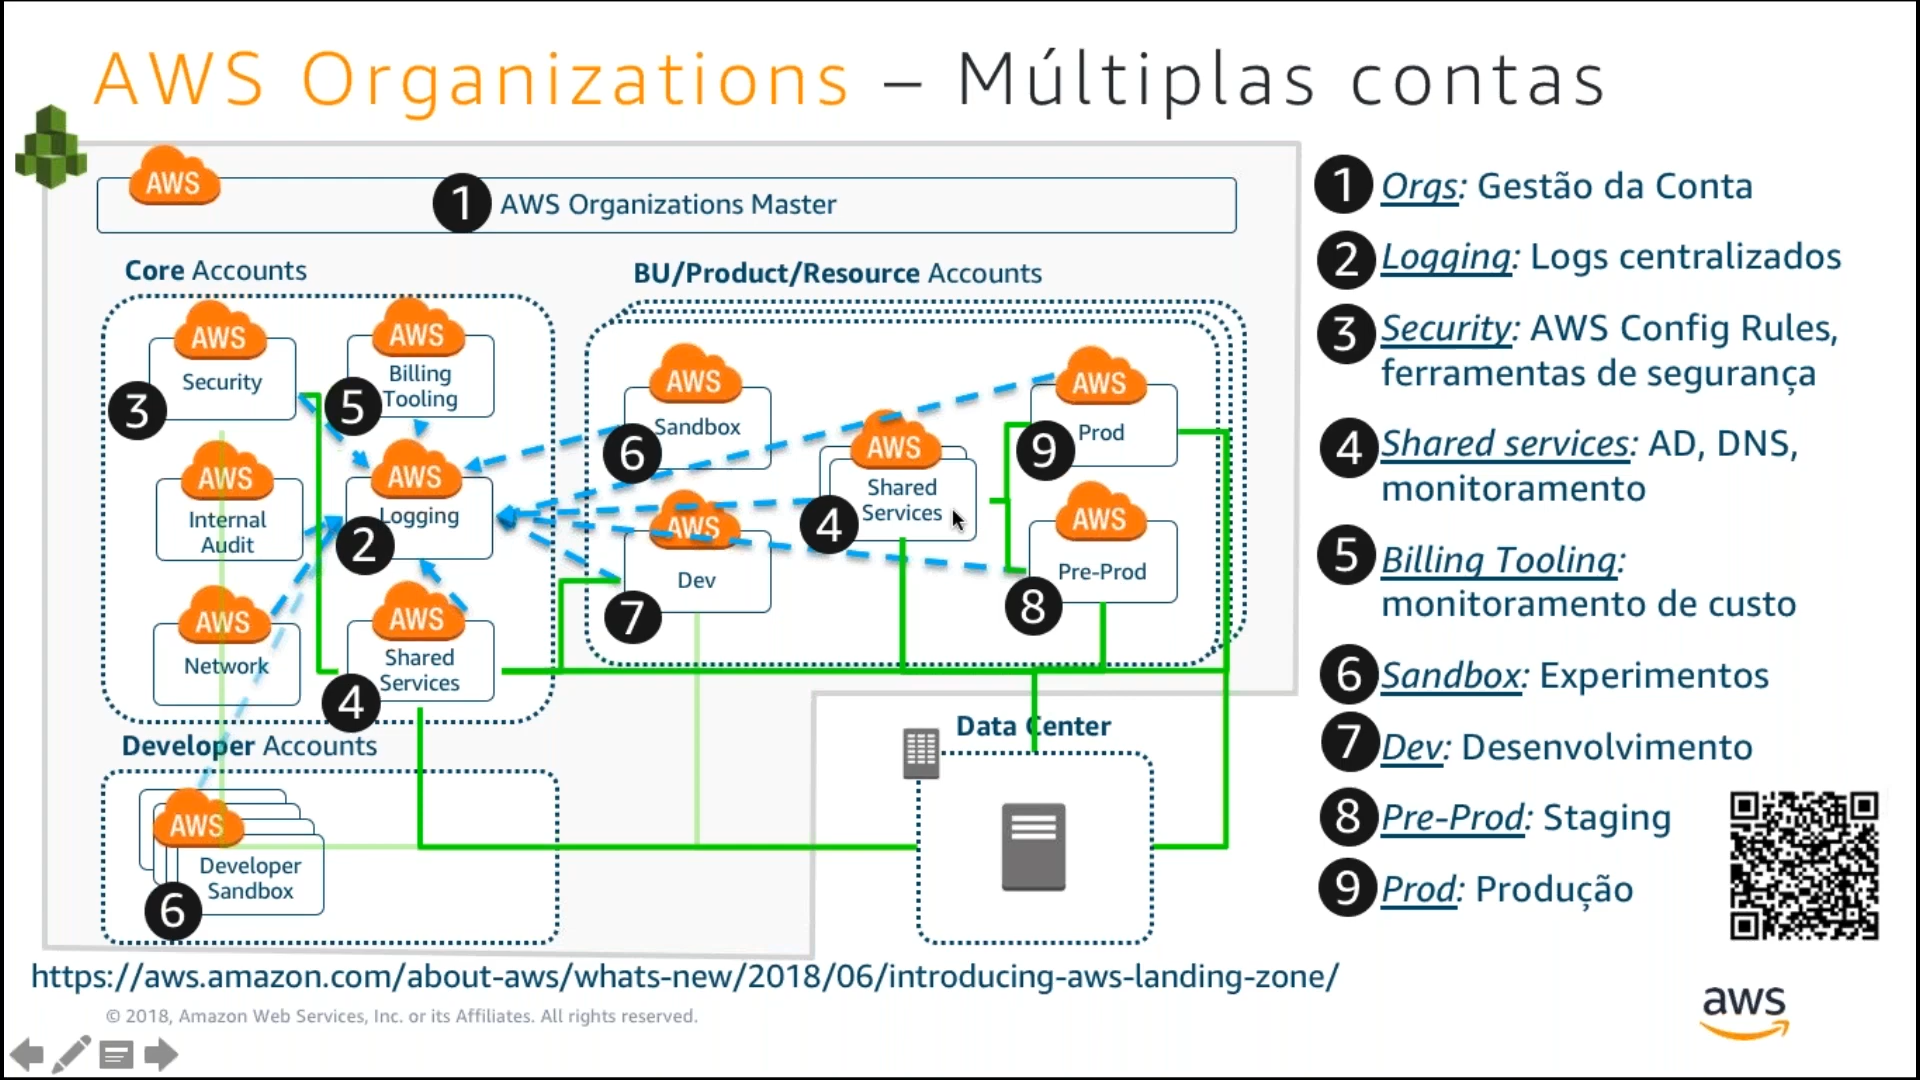 AWS Organizations – Múltiplas contas
AWS
1 AWS Organizations Master
Core Accounts
BU/Product/Resource Accounts
AWS
Security
3
AWS
Billing
Tooling
5
AWS
Internal
Audit
AWS
Logging
2
AWS
Network
AWS
Shared
Services
4
AWS
Sandbox
6
AWS
Dev
7
AWS
Shared
Services
4
AWS
Prod
9
AWS
Pre-Prod
8
Developer Accounts
AWS
Developer
Sandbox
6
Data Center
1 Orgs: Gestão da Conta
2 Logging: Logs centralizados
3 Security: AWS Config Rules,
ferramentas de segurança
4 Shared services: AD, DNS,
monitoramento
5 Billing Tooling:
monitoramento de custo
6 Sandbox: Experimentos
7 Dev: Desenvolvimento
8 Pre-Prod: Staging
9 Prod: Produção
https://aws.amazon.com/about-aws/whats-new/2018/06/introducing-aws-landing-zone/
© 2018, Amazon Web Services, Inc. or its Affiliates. All rights reserved.
aws